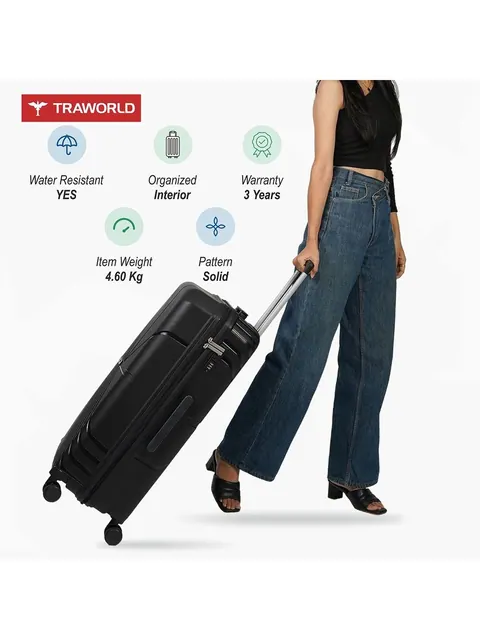 TRAWORLD
Water Resistant
YES
Organized
Interior
Warranty
3 Years
Item Weight
4.60 Kg
Pattern
Solid